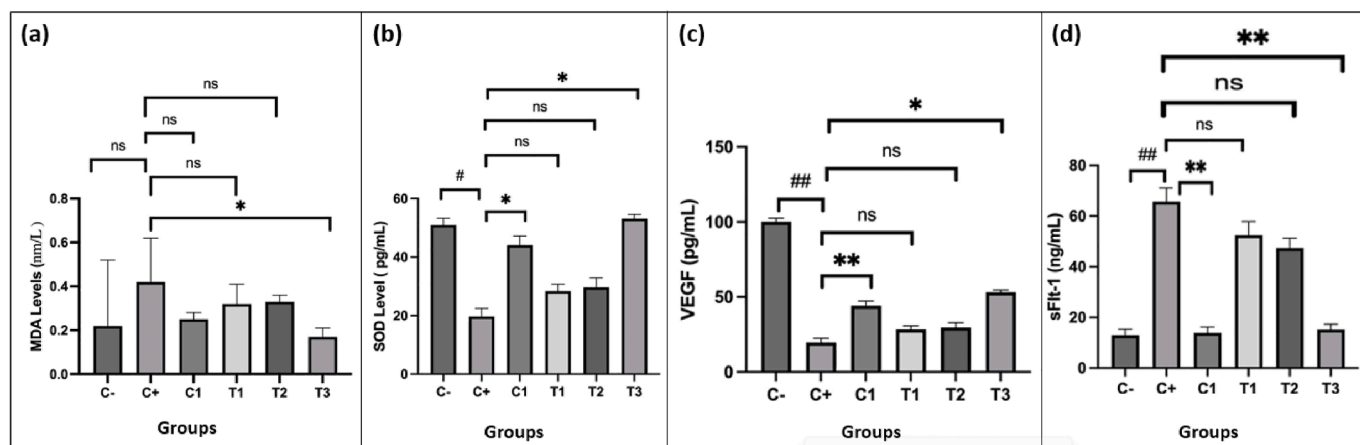 (a)
ns
ns
ns
ns
*
MDA Levels (nm/L)
0.8
0.6
0.4
0.2
0.0
C- C+ C1 T1 T2 T3
Groups
(b)
*
ns
ns
#
*
SOD Level ( pg/mL)
60
40
20
0
C- C+ C1 T1 T2 T3
Groups
(c)
*
ns
##
ns
**
VEGF (pg/mL)
150
100
50
0
C- C+ C1 T1 T2 T3
Groups
(d)
**
ns
ns
##
**
sFlt-1 (ng/mL)
80
60
40
20
0
C- C+ C1 T1 T2 T3
Groups